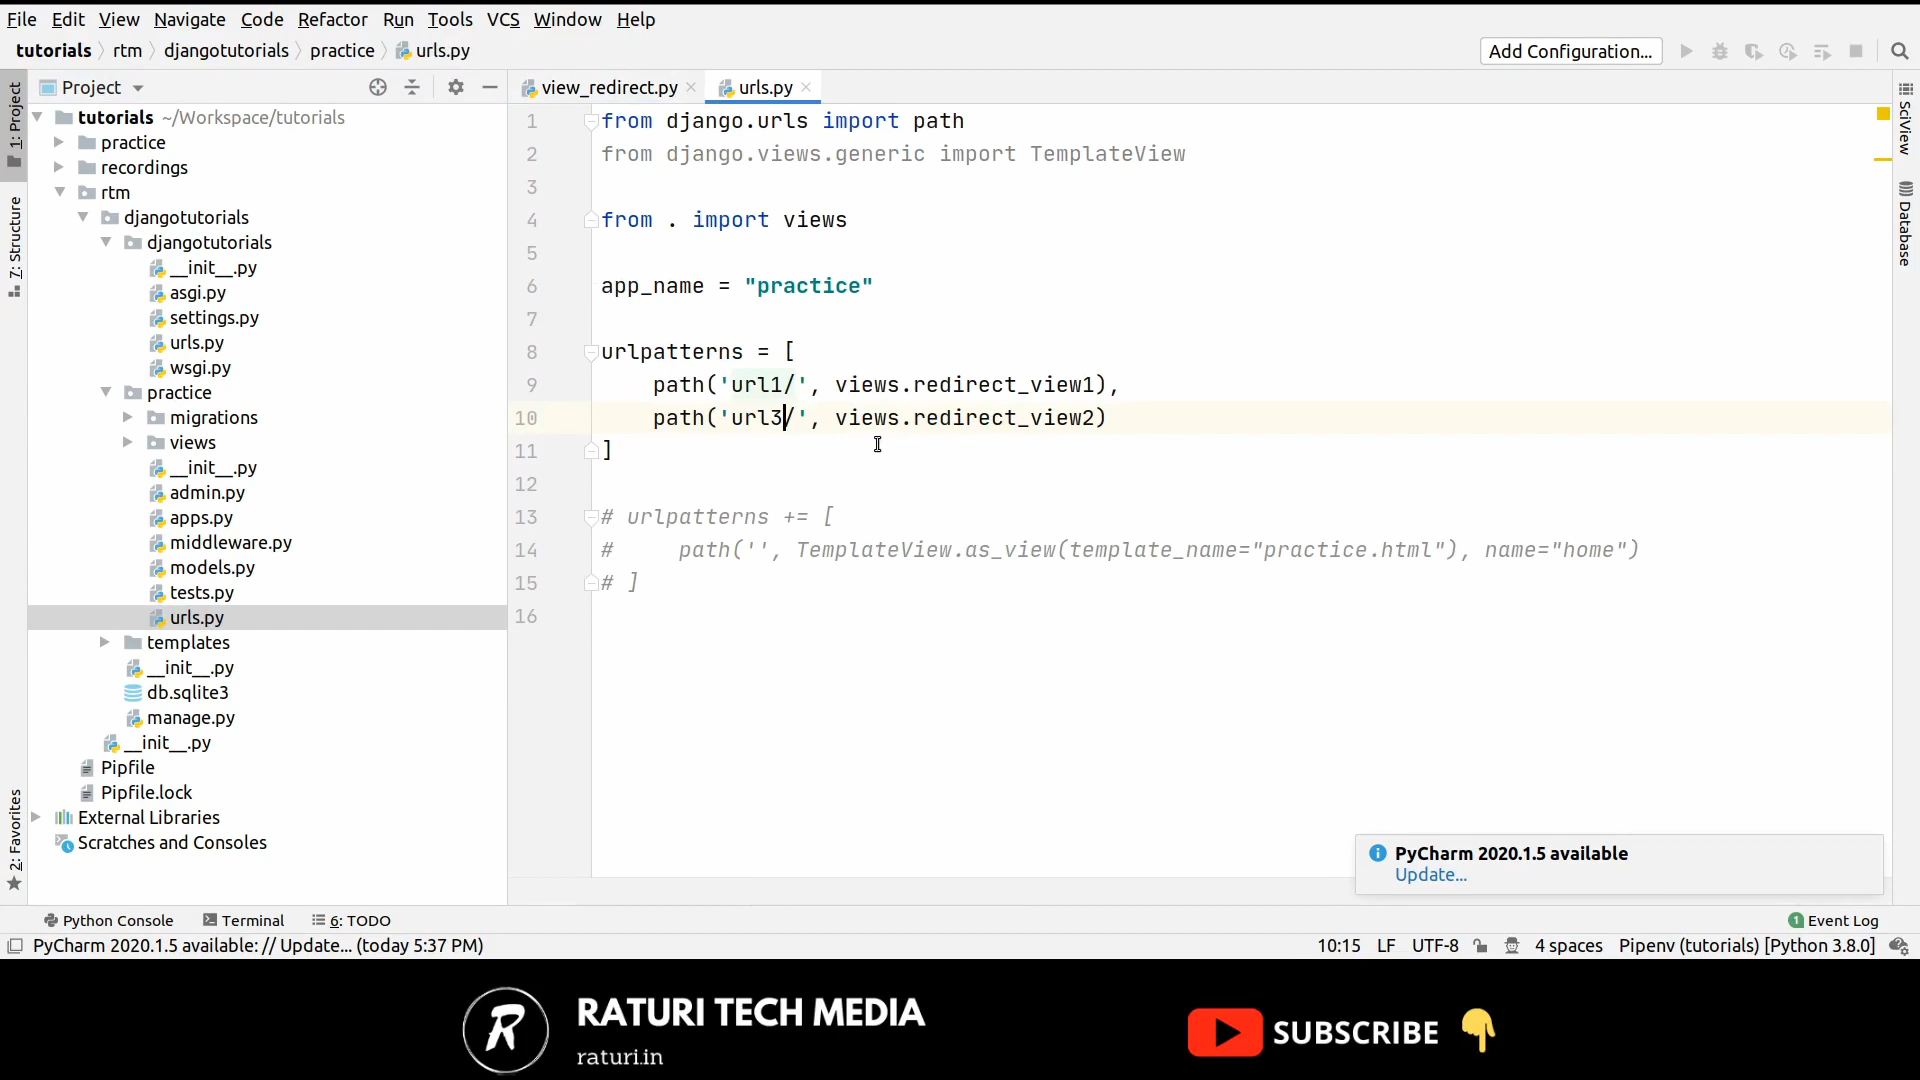 File Edit View Navigate Code Refactor Run Tools VCS Window Help
tutorials rtm djangotutorials practice urls.py
Add Configuration...
Project
view_redirect.py
urls.py
1: Project
7: Structure
2: Favorites
SciView
Database
tutorials ~/Workspace/tutorials
practice
recordings
rtm
djangotutorials
djangotutorials
__init__.py
asgi.py
settings.py
urls.py
wsgi.py
practice
migrations
views
__init__.py
admin.py
apps.py
middleware.py
models.py
tests.py
urls.py
templates
__init__.py
db.sqlite3
manage.py
__init__.py
Pipfile
Pipfile.lock
External Libraries
Scratches and Consoles
1 from django.urls import path
2 from django.views.generic import TemplateView
3
4 from . import views
5
6 app_name = "practice"
7
8 urlpatterns = [
9 path('url1/', views.redirect_view1),
10 path('url3/', views.redirect_view2)
11 ]
12
13 # urlpatterns += [
14 # path('', TemplateView.as_view(template_name="practice.html"), name="home")
15 # ]
16
PyCharm 2020.1.5 available
Update...
Python Console Terminal 6: TODO
1 Event Log
PyCharm 2020.1.5 available: // Update... (today 5:37 PM)
10:15 LF UTF-8 4 spaces Pipenv (tutorials) [Python 3.8.0]
R
RATURI TECH MEDIA
raturi.in
SUBSCRIBE